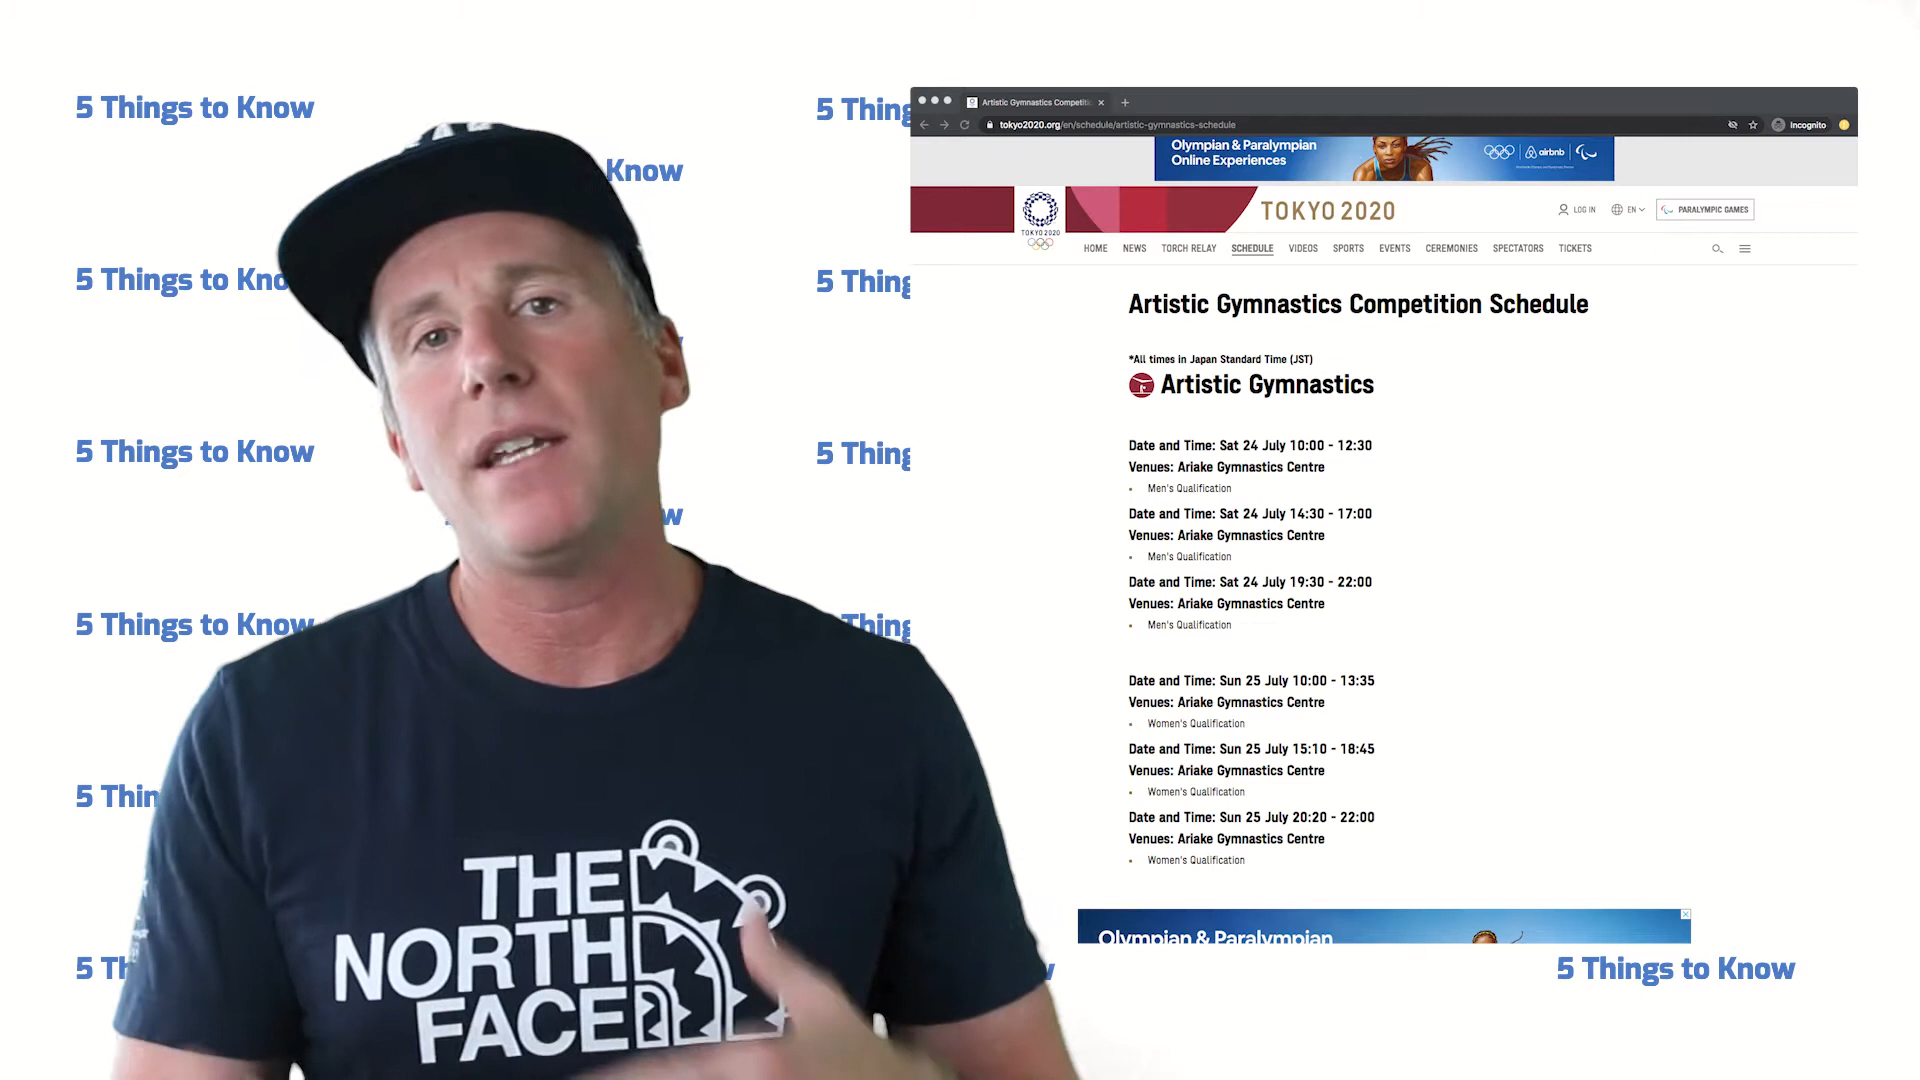 5 Things to Know
5 Thing
Know
5 Things to Kno
5 Thing
5 Things to Know
5 Thing
w
5 Things to Know
Thing
5 Thin
5 Th
w
5 Things to Know
THE
NORTH
FACE
Artistic Gymnastics Competiti
tokyo2020.org/en/schedule/artistic-gymnastics-schedule
Incognito
Olympian & Paralympian
Online Experiences
airbnb
TOKYO 2020
TOKYO 2020
LOG IN
EN
PARALYMPIC GAMES
HOME NEWS TORCH RELAY SCHEDULE VIDEOS SPORTS EVENTS CEREMONIES SPECTATORS TICKETS
Artistic Gymnastics Competition Schedule
*All times in Japan Standard Time (JST)
Artistic Gymnastics
Date and Time: Sat 24 July 10:00 - 12:30
Venues: Ariake Gymnastics Centre
Men's Qualification
Date and Time: Sat 24 July 14:30 - 17:00
Venues: Ariake Gymnastics Centre
Men's Qualification
Date and Time: Sat 24 July 19:30 - 22:00
Venues: Ariake Gymnastics Centre
Men's Qualification
Date and Time: Sun 25 July 10:00 - 13:35
Venues: Ariake Gymnastics Centre
Women's Qualification
Date and Time: Sun 25 July 15:10 - 18:45
Venues: Ariake Gymnastics Centre
Women's Qualification
Date and Time: Sun 25 July 20:20 - 22:00
Venues: Ariake Gymnastics Centre
Women's Qualification
Olympian & Paralympian